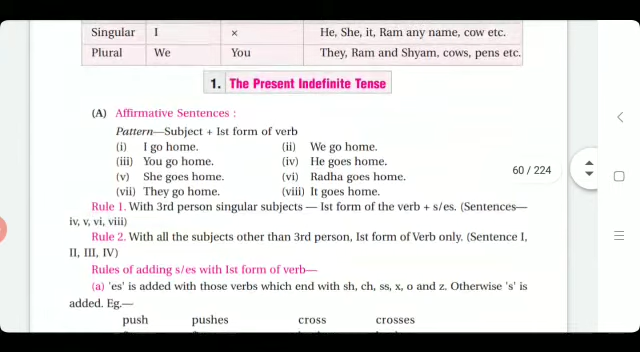 Singular I × He, She, it, Ram any name, cow etc.
Plural We You They, Ram and Shyam, cows, pens etc.
1. The Present Indefinite Tense
(A) Affirmative Sentences :
Pattern—Subject + Ist form of verb
(i) I go home. (ii) We go home.
(iii) You go home. (iv) He goes home.
60 / 224
(v) She goes home. (vi) Radha goes home.
(vii) They go home. (viii) It goes home.
Rule 1. With 3rd person singular subjects — Ist form of the verb + s/es. (Sentences—
iv, v, vi, viii)
Rule 2. With all the subjects other than 3rd person, Ist form of Verb only. (Sentence I,
II, III, IV)
Rules of adding s/es with Ist form of verb—
(a) 'es' is added with those verbs which end with sh, ch, ss, x, o and z. Otherwise 's' is
added. Eg.—
push pushes cross crosses